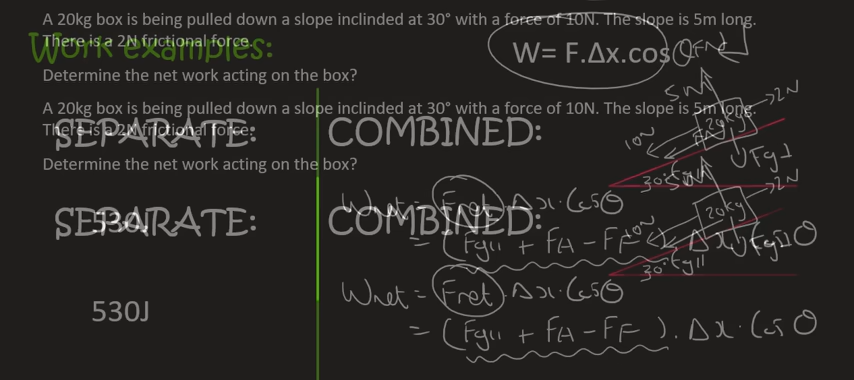 A 20kg box is being pulled down a slope inclinded at 30° with a force of 10N. The slope is 5m long.
There is a 2N frictional force.
Work examples:
W= F.Δx.cosθ
FN
Determine the net work acting on the box?
5m
2N
A 20kg box is being pulled down a slope inclinded at 30° with a force of 10N. The slope is 5m long.
There is a 2N frictional force.
SEPARATE:
COMBINED:
20kg
10N
Fg⊥
Determine the net work acting on the box?
30°
Fg||
2N
Wnet = Fnet . Δx . Cos θ
20kg
SEPARATE:
530J
COMBINED:
10N
= (Fg|| + FA - FF ) . Δx . Cos θ
Fg⊥
30°
Fg||
Wnet = Fnet . Δx . Cos θ
530J
= (Fg|| + FA - FF ) . Δx . Cos θ